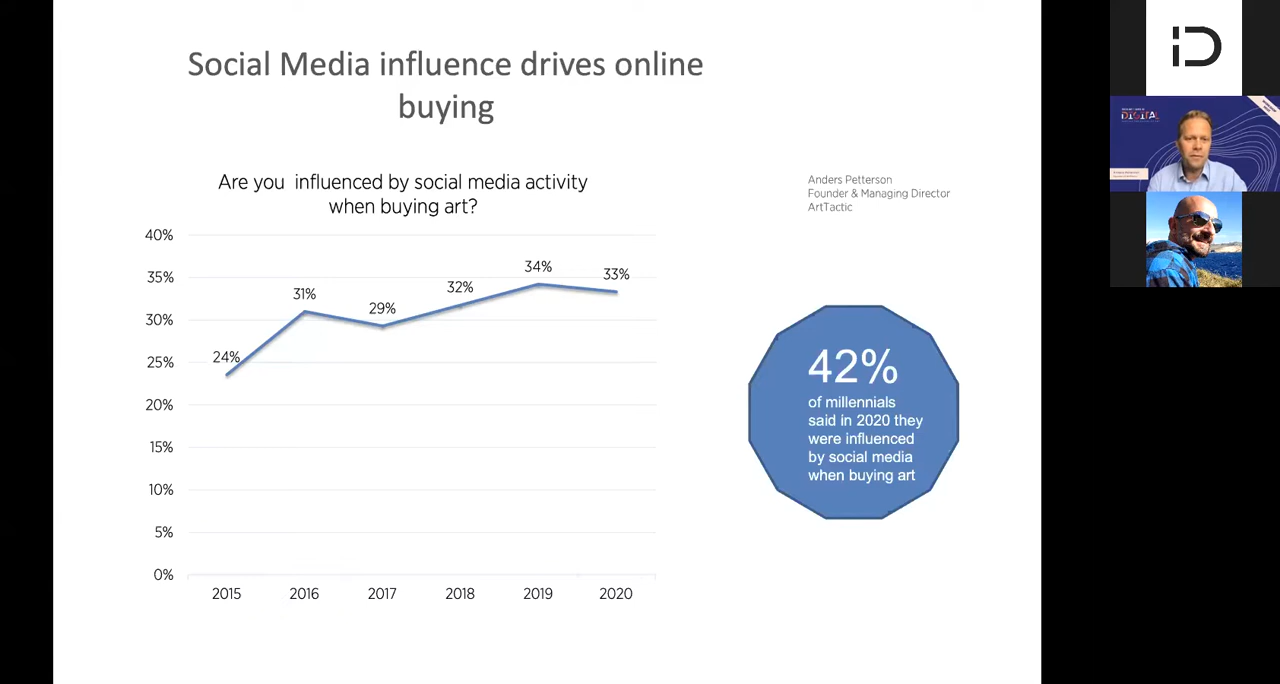 Social Media influence drives online
buying
Are you influenced by social media activity
when buying art?
Anders Petterson
Founder & Managing Director
ArtTactic
40%
35%
30%
25%
20%
15%
10%
5%
0%
24%
31%
29%
32%
34%
33%
2015
2016
2017
2018
2019
2020
42%
of millennials
said in 2020 they
were influenced
by social media
when buying art
DIGITAL